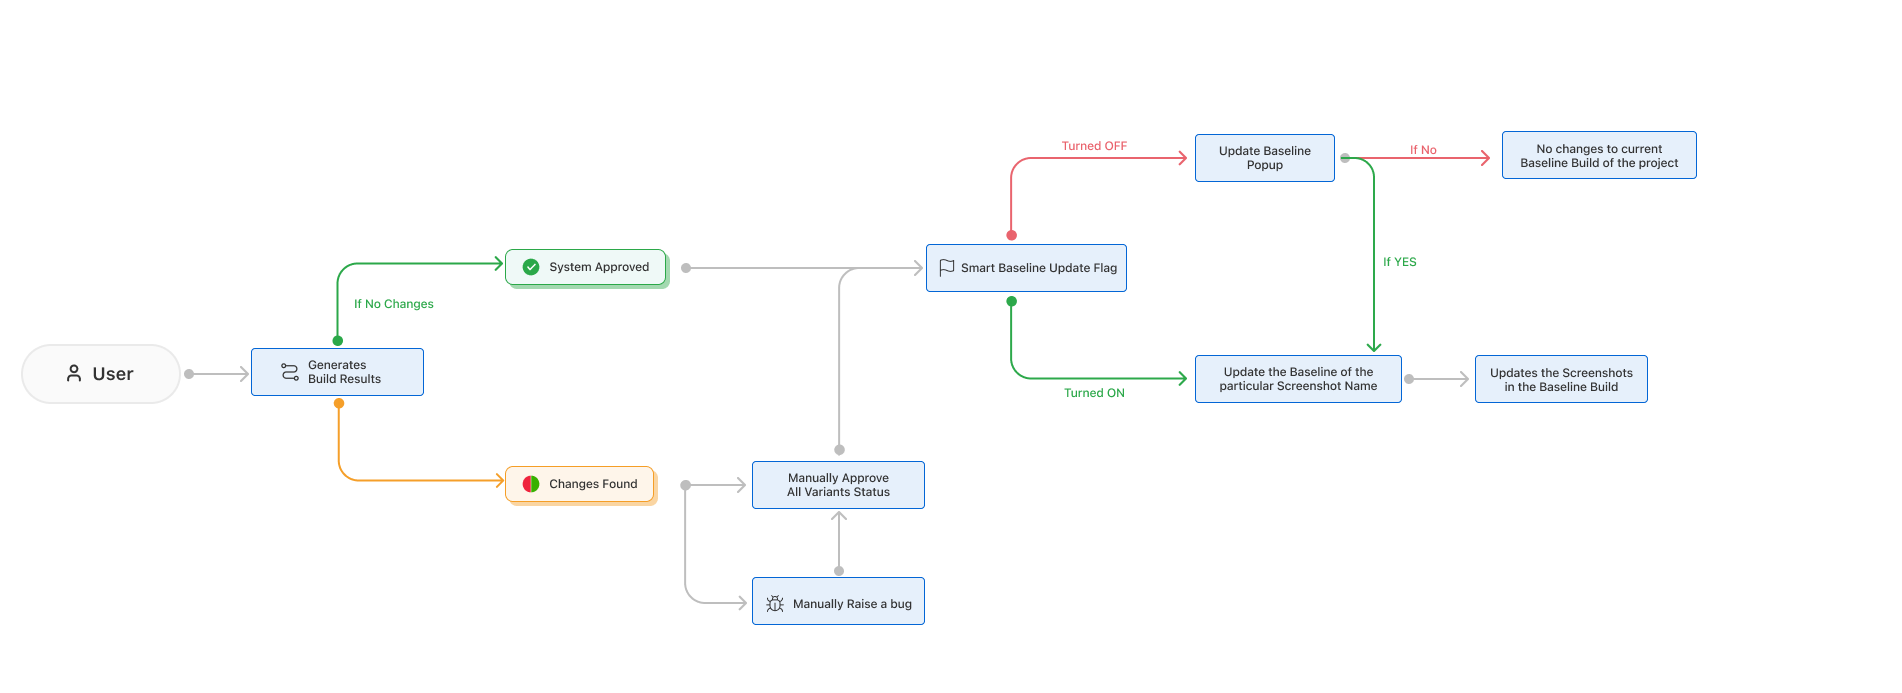 User
Generates
Build Results
If No Changes
System Approved
Changes Found
Manually Approve
All Variants Status
Manually Raise a bug
Smart Baseline Update Flag
Turned OFF
Turned ON
Update Baseline
Popup
If No
No changes to current
Baseline Build of the project
If YES
Update the Baseline of the
particular Screenshot Name
Updates the Screenshots
in the Baseline Build